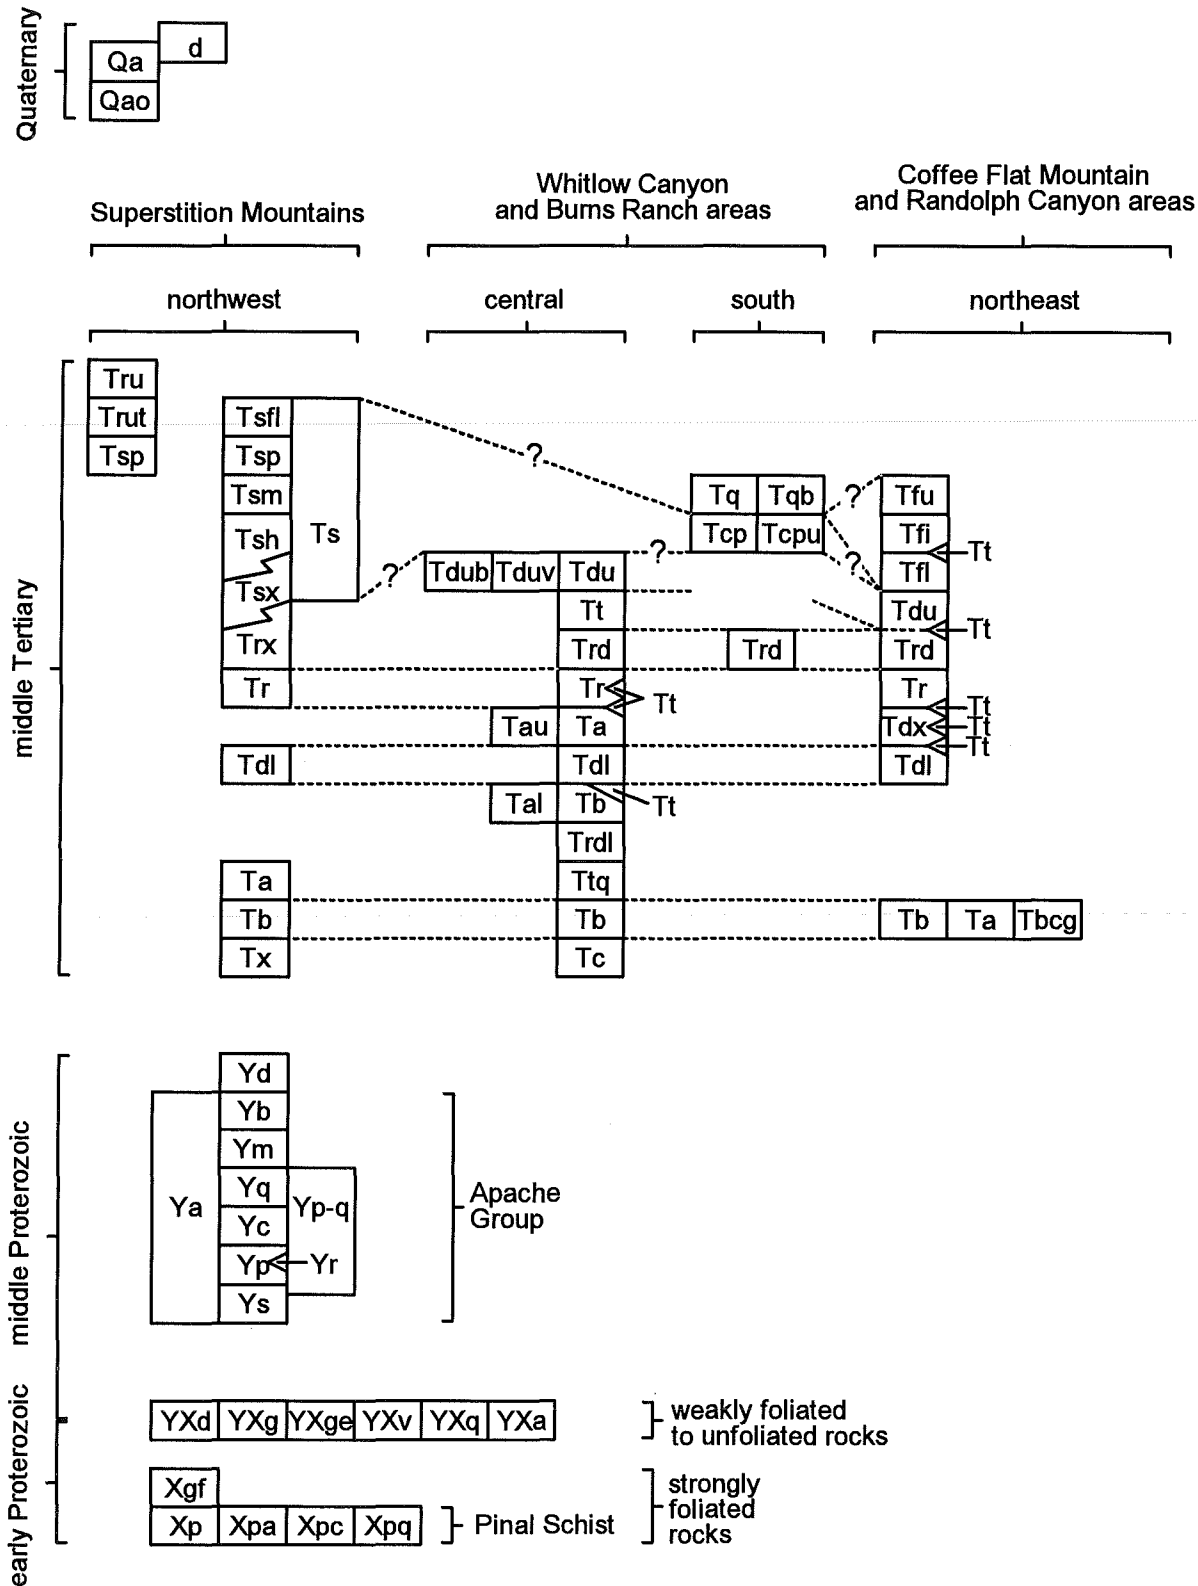 Quaternary
d
Qa
Qao
Superstition Mountains
Whitlow Canyon
and Burns Ranch areas
Coffee Flat Mountain
and Randolph Canyon areas
northwest
central
south
northeast
middle Tertiary
Tru
Trut Tsfl
Tsp Tsp ?
Tsm Tq Tqb ? Tfu
Tsh Ts Tcp Tcpu Tfi
? Tt
Tsx ? Tdub Tduv Tdu ? Tfl
Tt Tdu
Tt
Trx Trd Trd Trd
Tr Tr Tt Tr
Tt
Tau Ta Tdx Tt
Tt
Tdl Tdl Tdl
Tal Tb Tt
Trdl
Ta Ttq
Tb Tb Tb Ta Tbcg
Tx Tc
middle Proterozoic
Yd
Yb
Ym
Yq
Ya Yp-q Apache
Yc Group
Yp Yr
Ys
early Proterozoic
YXd YXg YXge YXv YXq YXa
weakly foliated
to unfoliated rocks
Xgf
Xp Xpa Xpc Xpq Pinal Schist
strongly
foliated
rocks